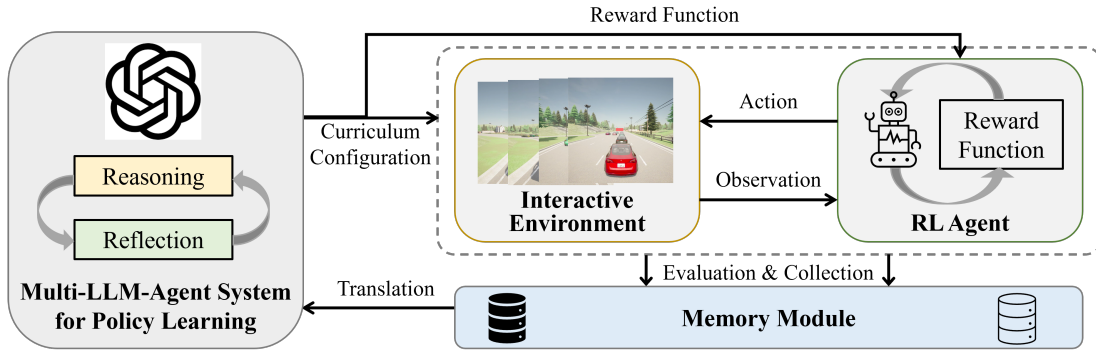 Reward Function
Curriculum
Configuration
Reasoning
Reflection
Multi-LLM-Agent System
for Policy Learning
Interactive
Environment
Action
Observation
Reward
Function
RL Agent
Evaluation & Collection
Translation
Memory Module